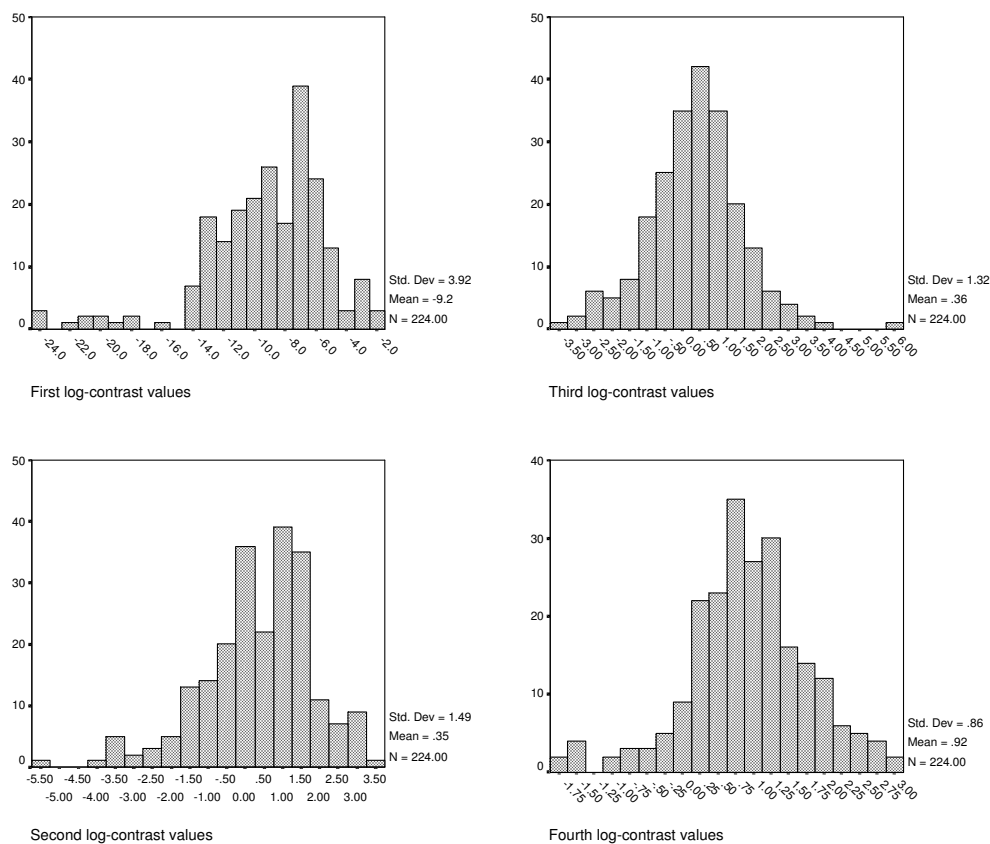 50
40
30
20
10
0
Std. Dev = 3.92
Mean = -9.2
N = 224.00
-24.0 -22.0 -20.0 -18.0 -16.0 -14.0 -12.0 -10.0 -8.0 -6.0 -4.0 -2.0
First log-contrast values
50
40
30
20
10
0
Std. Dev = 1.32
Mean = .36
N = 224.00
-3.50 -3.00 -2.50 -2.00 -1.50 -1.00 -.50 0.00 .50 1.00 1.50 2.00 2.50 3.00 3.50 4.00 4.50 5.00 5.50 6.00
Third log-contrast values
50
40
30
20
10
0
Std. Dev = 1.49
Mean = .35
N = 224.00
-5.50 -4.50 -3.50 -2.50 -1.50 -.50 .50 1.50 2.50 3.50
-5.00 -4.00 -3.00 -2.00 -1.00 0.00 1.00 2.00 3.00
Second log-contrast values
40
30
20
10
0
Std. Dev = .86
Mean = .92
N = 224.00
-1.75 -1.50 -1.25 -1.00 -.75 -.50 -.25 0.00 .25 .50 .75 1.00 1.25 1.50 1.75 2.00 2.25 2.50 2.75 3.00
Fourth log-contrast values